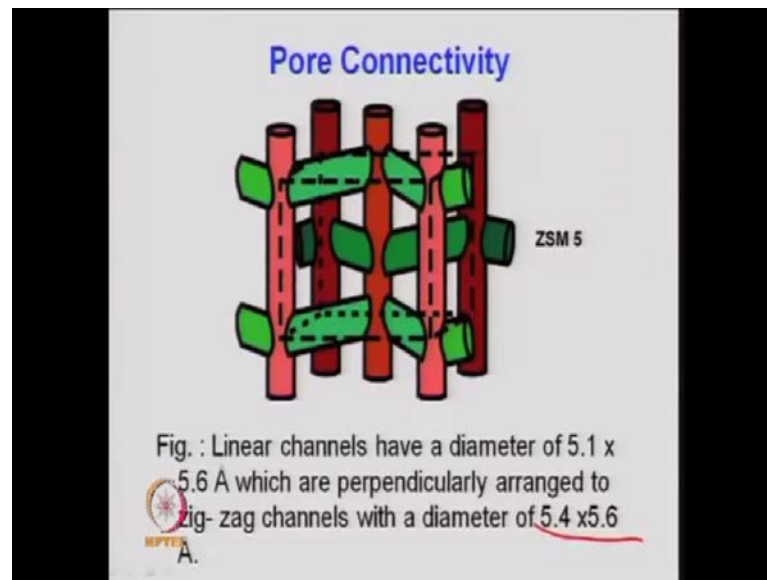 Pore Connectivity
ZSM 5
Fig. : Linear channels have a diameter of 5.1 x
5.6 A which are perpendicularly arranged to
zig- zag channels with a diameter of 5.4 x5.6
A.
NPTEL